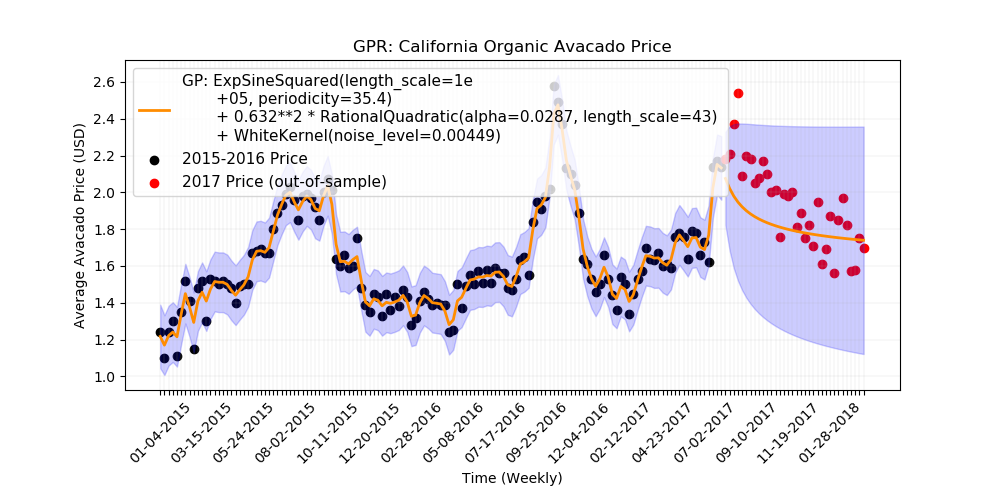 GPR: California Organic Avacado Price
Average Avacado Price (USD)
2.6
2.4
2.2
2.0
1.8
1.6
1.4
1.2
1.0
GP: ExpSineSquared(length_scale=1e
+05, periodicity=35.4)
+ 0.632**2 * RationalQuadratic(alpha=0.0287, length_scale=43)
+ WhiteKernel(noise_level=0.00449)
2015-2016 Price
2017 Price (out-of-sample)
01-04-2015
03-15-2015
05-24-2015
08-02-2015
10-11-2015
12-20-2015
02-28-2016
05-08-2016
07-17-2016
09-25-2016
12-04-2016
02-12-2017
04-23-2017
07-02-2017
09-10-2017
11-19-2017
01-28-2018
Time (Weekly)